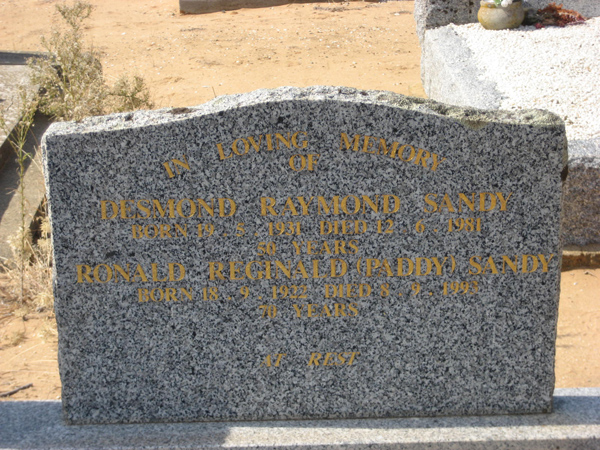 IN LOVING MEMORY
OF
DESMOND RAYMOND SANDY
BORN 19 . 5 . 1931 DIED 12 . 6 . 1981
50 YEARS
RONALD REGINALD (PADDY) SANDY
BORN 18 . 9 . 1922 DIED 8 . 9 . 1993
70 YEARS
AT REST